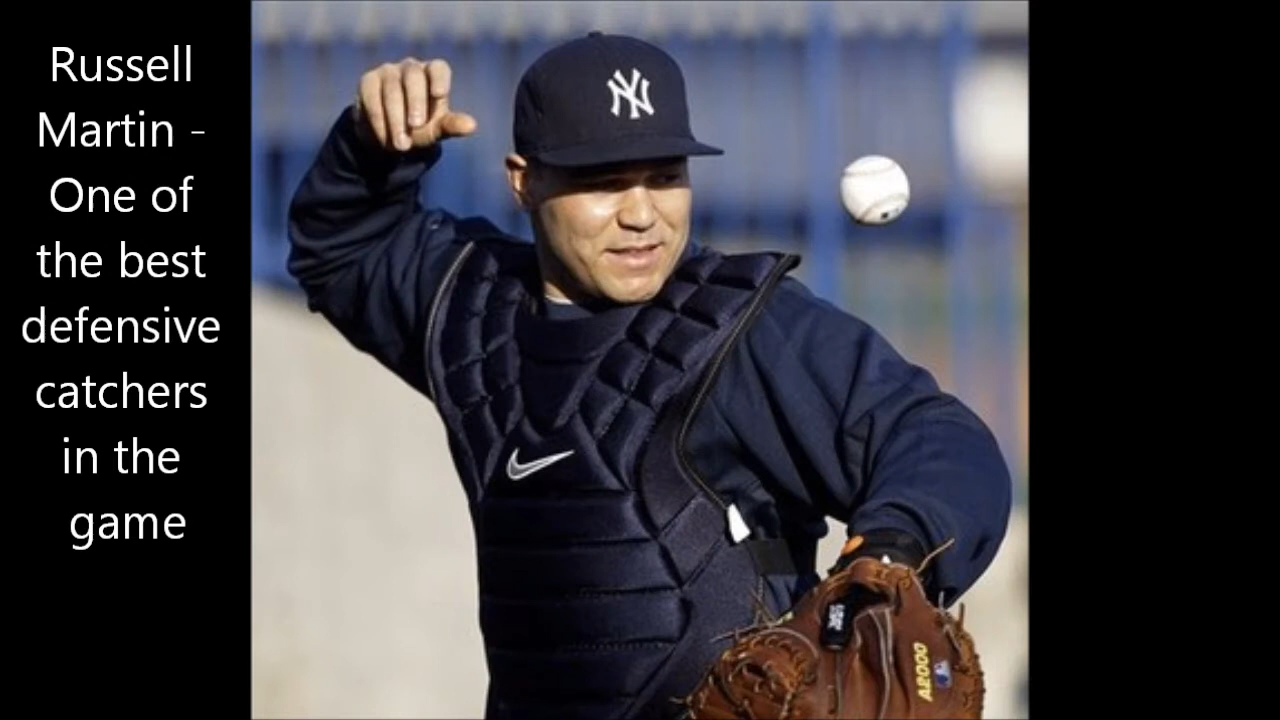 Russell
Martin -
One of
the best
defensive
catchers
in the
game
NY
A2000